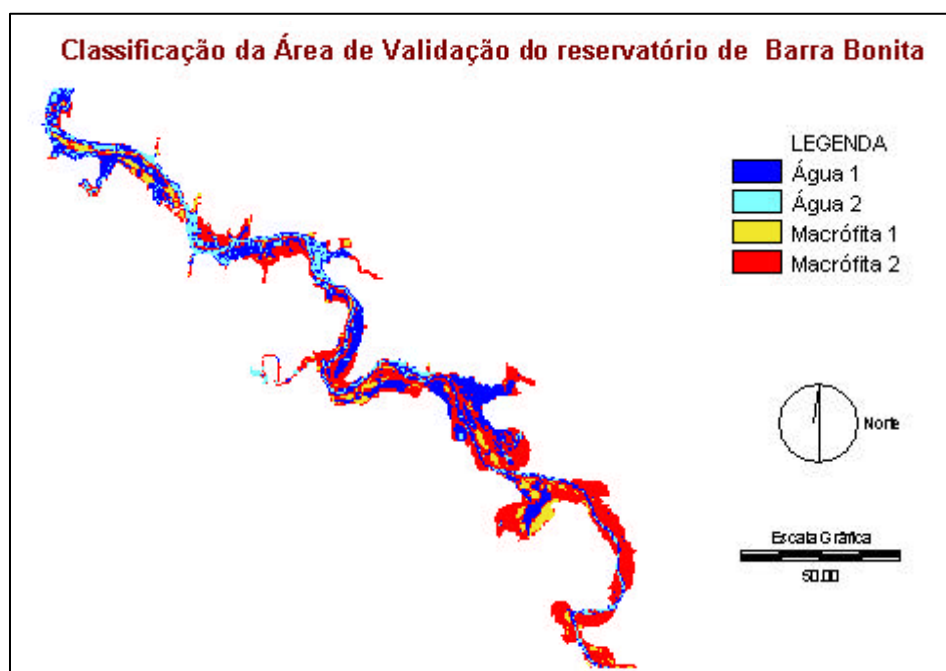 Classificação da Área de Validação do reservatório de Barra Bonita
LEGENDA
Água 1
Água 2
Macrófita 1
Macrófita 2
Norte
Escala Gráfica
50.00